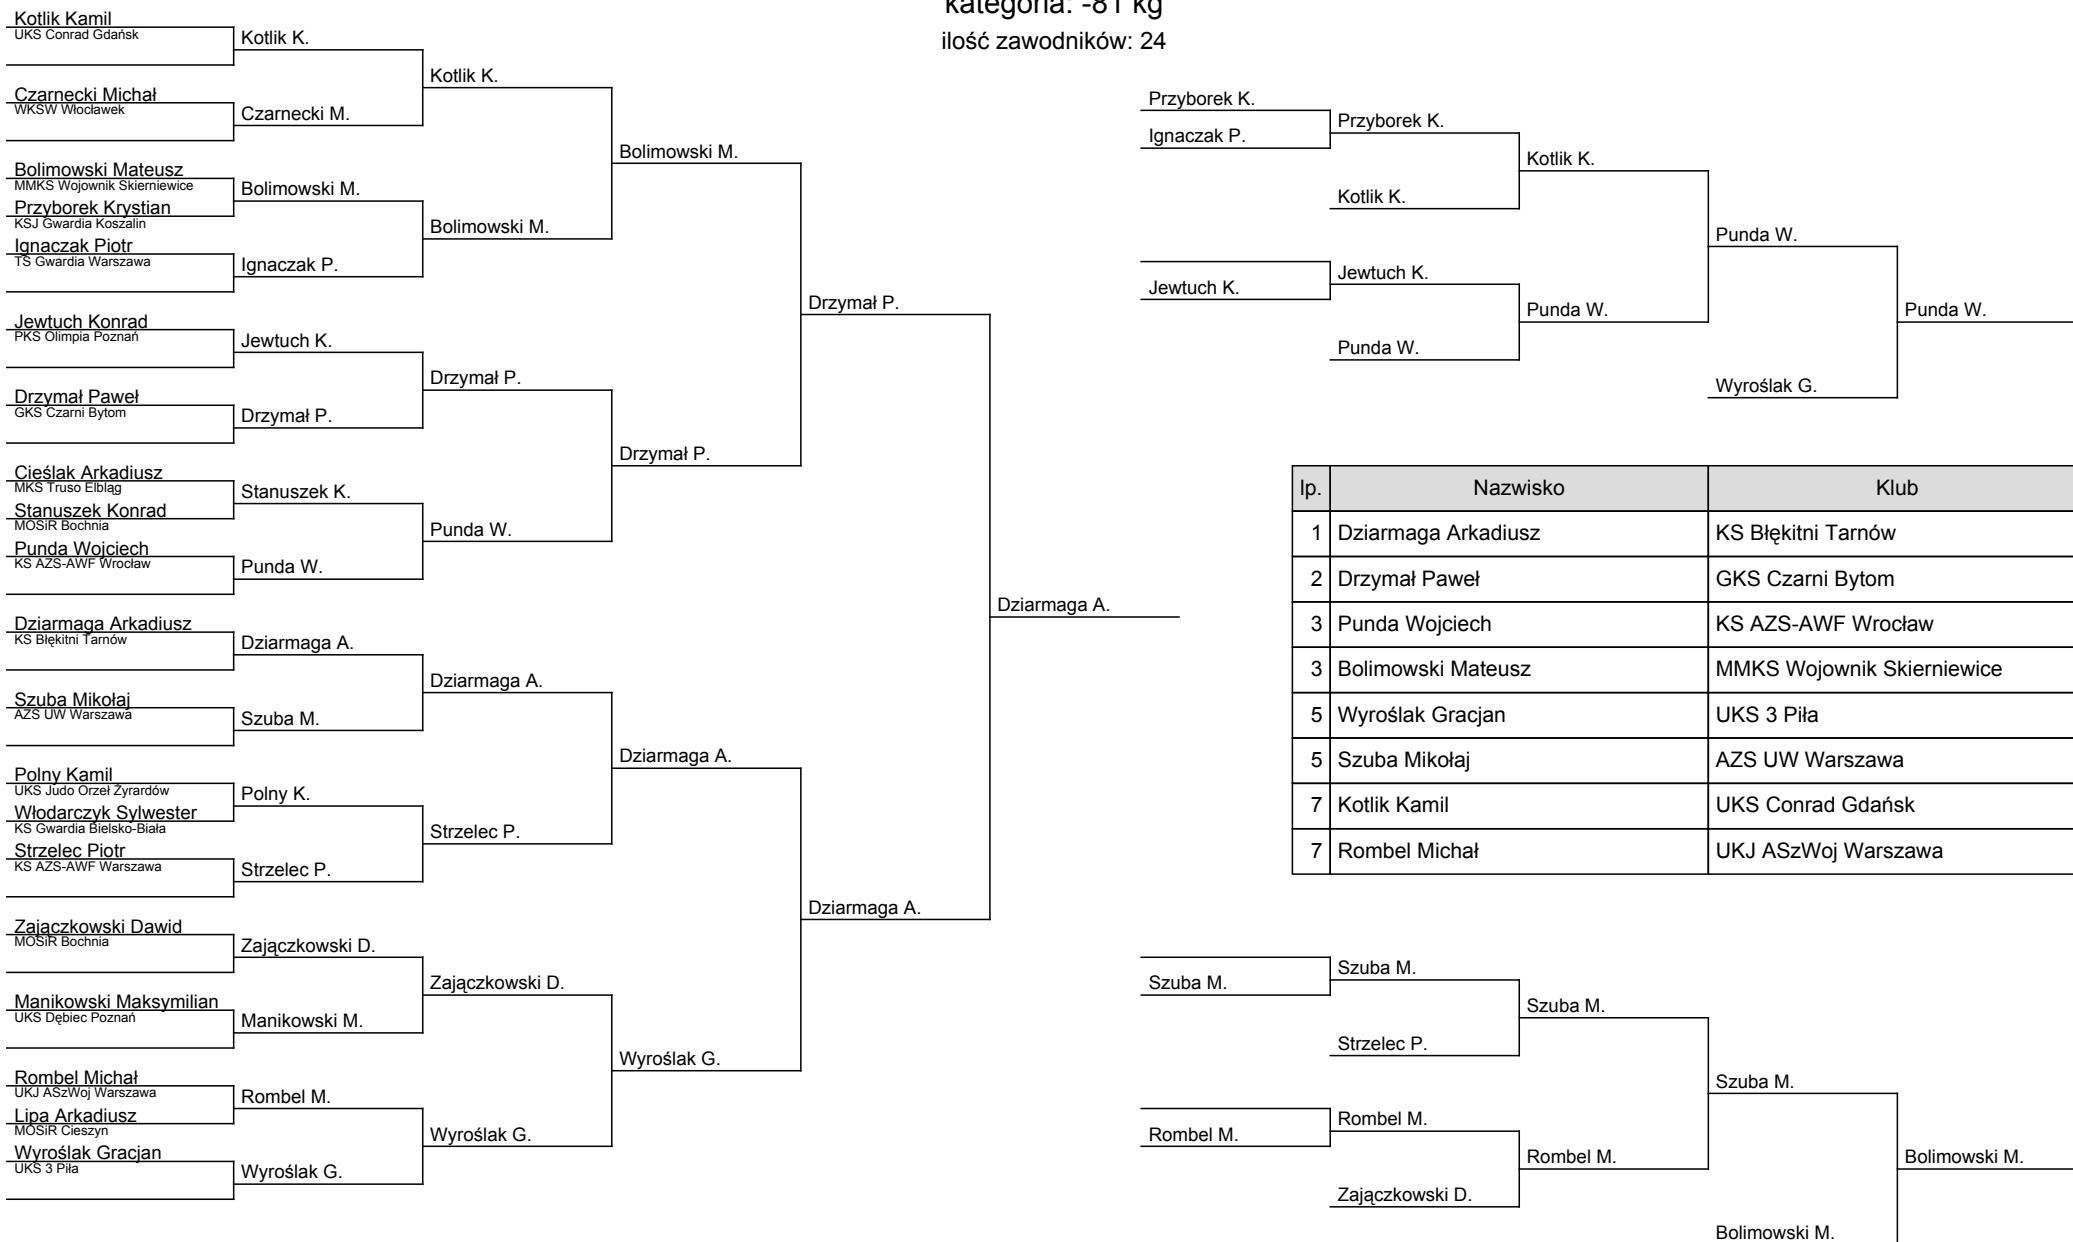 kategoria: -81 kg
ilość zawodników: 24
Kotlik Kamil
UKS Conrad Gdańsk
Czarnecki Michał
WKSW Włocławek
Bolimowski Mateusz
MMKS Wojownik Skierniewice
Przyborek Krystian
KSJ Gwardia Koszalin
Ignaczak Piotr
TS Gwardia Warszawa
Jewtuch Konrad
PKS Olimpia Poznań
Drzymał Paweł
GKS Czarni Bytom
Cieślak Arkadiusz
MKS Truso Elbląg
Stanuszek Konrad
MOSiR Bochnia
Punda Wojciech
KS AZS-AWF Wrocław
Dziarmaga Arkadiusz
KS Błękitni Tarnów
Szuba Mikołaj
AZS UW Warszawa
Polny Kamil
UKS Judo Orzeł Żyrardów
Włodarczyk Sylwester
KS Gwardia Bielsko-Biała
Strzelec Piotr
KS AZS-AWF Warszawa
Zajączkowski Dawid
MOSiR Bochnia
Manikowski Maksymilian
UKS Dębiec Poznań
Rombel Michał
UKJ ASzWoj Warszawa
Lipa Arkadiusz
MOSiR Cieszyn
Wyroślak Gracjan
UKS 3 Piła
Kotlik K.
Czarnecki M.
Bolimowski M.
Ignaczak P.
Jewtuch K.
Drzymał P.
Stanuszek K.
Punda W.
Dziarmaga A.
Szuba M.
Polny K.
Strzelec P.
Zajączkowski D.
Manikowski M.
Rombel M.
Wyroślak G.
Kotlik K.
Bolimowski M.
Drzymał P.
Punda W.
Dziarmaga A.
Strzelec P.
Zajączkowski D.
Wyroślak G.
Bolimowski M.
Drzymał P.
Dziarmaga A.
Wyroślak G.
Drzymał P.
Dziarmaga A.
Dziarmaga A.
Przyborek K.
Ignaczak P.
Jewtuch K.
Przyborek K.
Kotlik K.
Jewtuch K.
Punda W.
Kotlik K.
Punda W.
Punda W.
Wyroślak G.
Punda W.
lp. Nazwisko Klub
1 Dziarmaga Arkadiusz KS Błękitni Tarnów
2 Drzymał Paweł GKS Czarni Bytom
3 Punda Wojciech KS AZS-AWF Wrocław
3 Bolimowski Mateusz MMKS Wojownik Skierniewice
5 Wyroślak Gracjan UKS 3 Piła
5 Szuba Mikołaj AZS UW Warszawa
7 Kotlik Kamil UKS Conrad Gdańsk
7 Rombel Michał UKJ ASzWoj Warszawa
Szuba M.
Rombel M.
Szuba M.
Strzelec P.
Rombel M.
Zajączkowski D.
Szuba M.
Rombel M.
Szuba M.
Bolimowski M.
Bolimowski M.